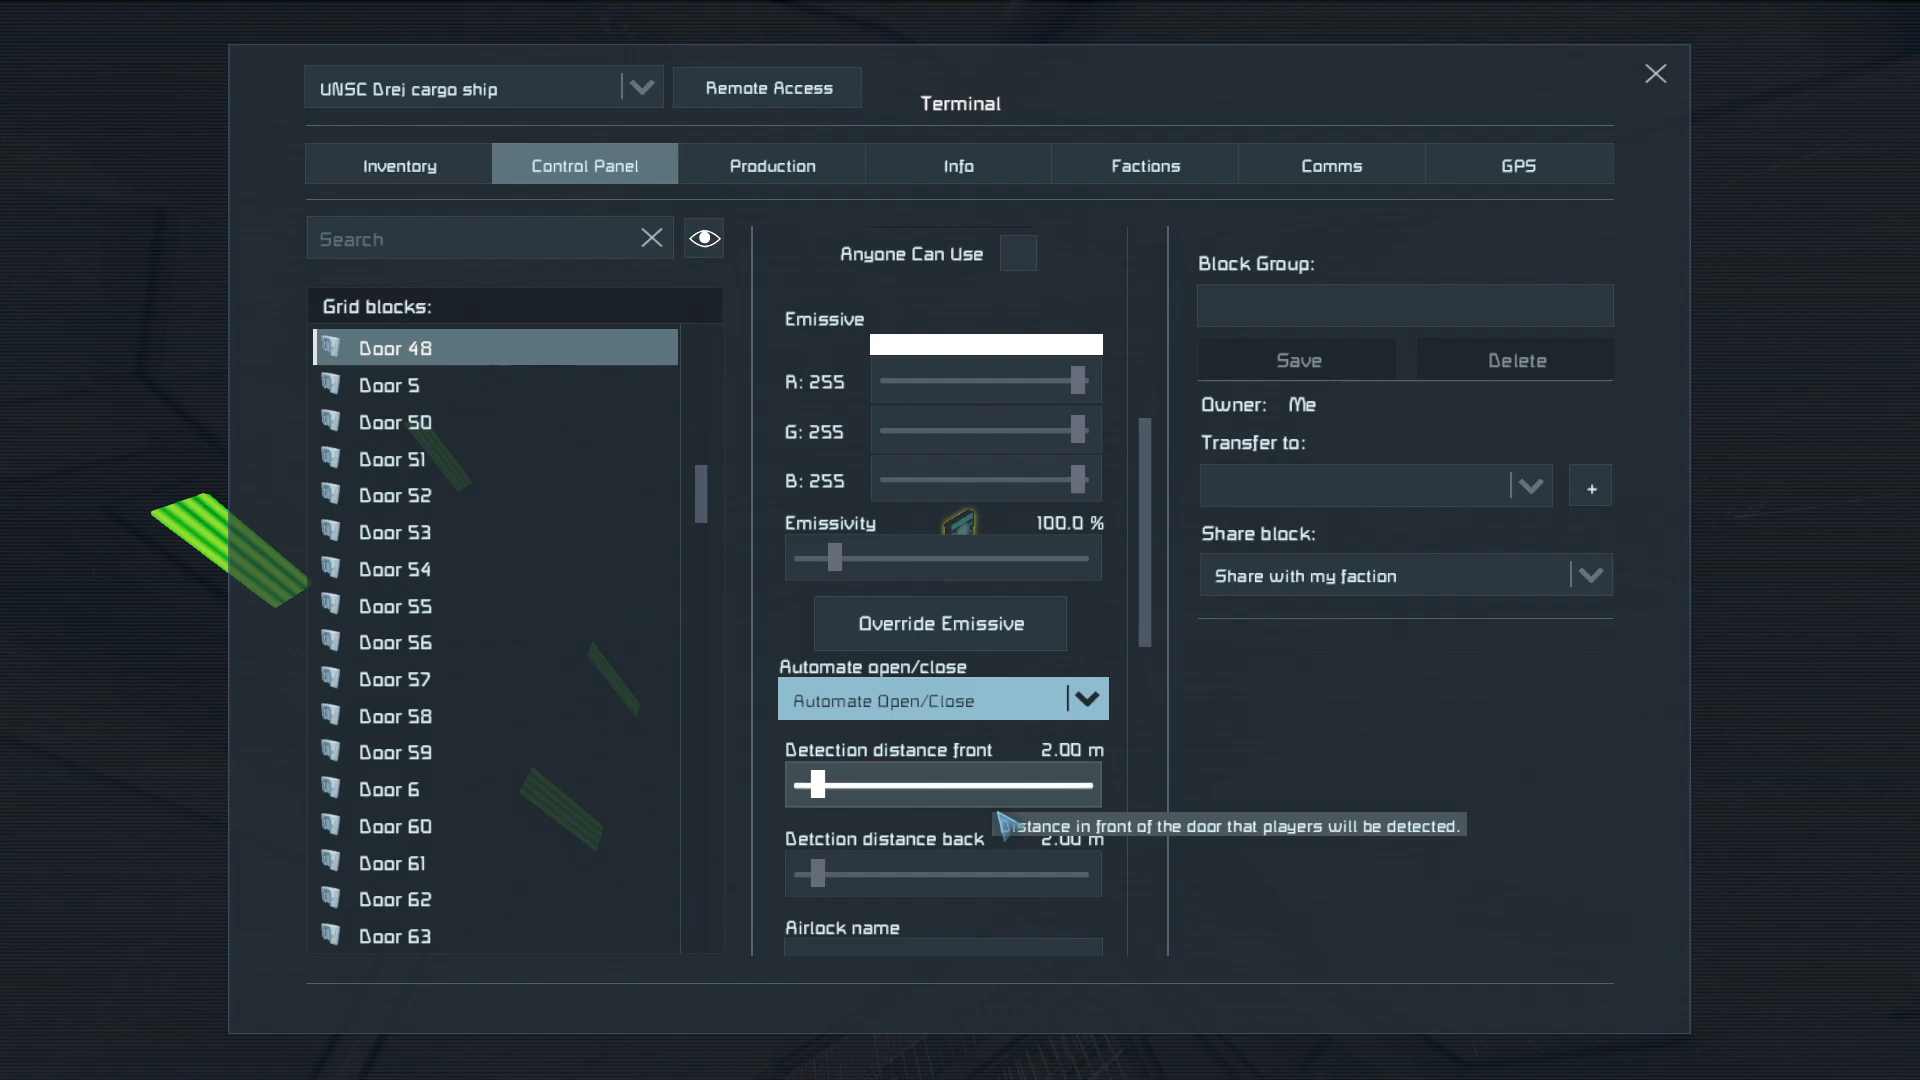 UNSC Drej cargo ship
Remote Access
Terminal
Inventory
Control Panel
Production
Info
Factions
Comms
GPS
Search
Grid blocks:
Door 48
Door 5
Door 50
Door 51
Door 52
Door 53
Door 54
Door 55
Door 56
Door 57
Door 58
Door 59
Door 6
Door 60
Door 61
Door 62
Door 63
Anyone Can Use
Emissive
R: 255
G: 255
B: 255
Emissivity 100.0 %
Override Emissive
Automate open/close
Automate Open/Close
Detection distance front 2.00 m
Distance in front of the door that players will be detected.
Detction distance back 2.00 m
Airlock name
Block Group:
Save
Delete
Owner: Me
Transfer to:
+
Share block:
Share with my faction